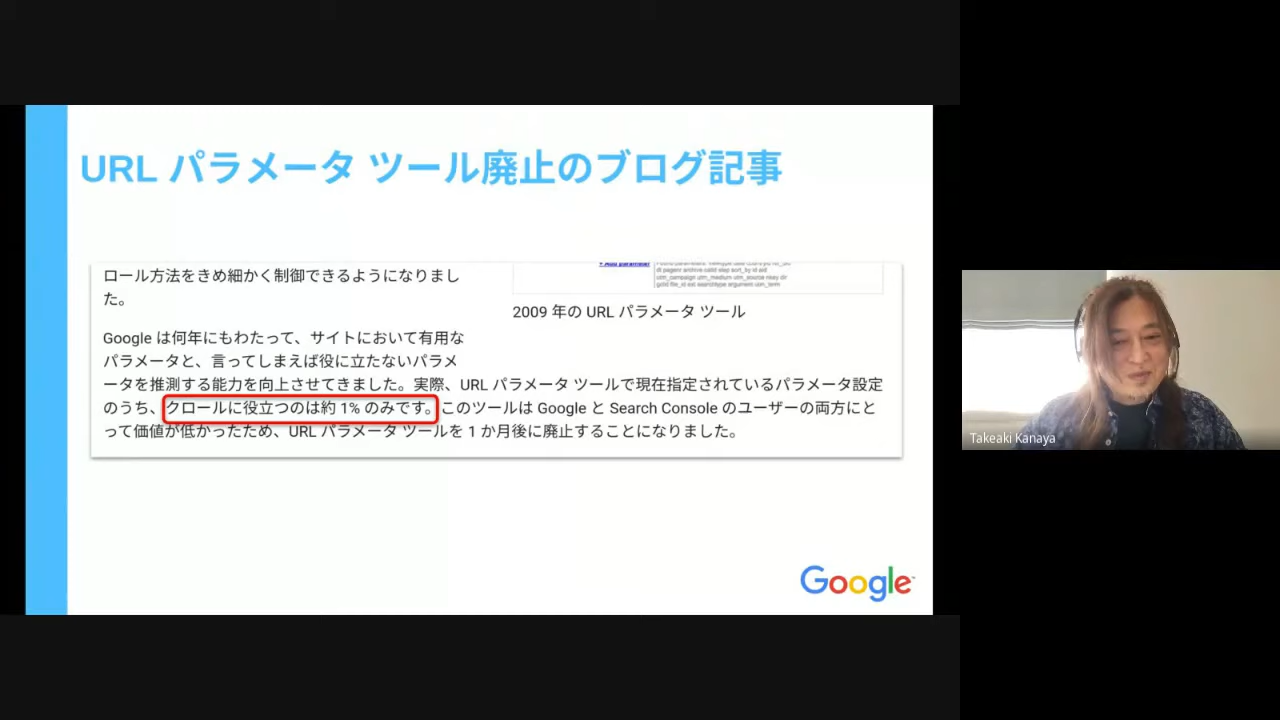 URL パラメータ ツール廃止のブログ記事
ロール方法をきめ細かく制御できるようになりまし
た。
2009 年の URL パラメータ ツール
Google は何年にもわたって、サイトにおいて有用な
パラメータと、言ってしまえば役に立たないパラメ
ータを推測する能力を向上させてきました。実際、URL パラメータ ツールで現在指定されているパラメータ設定
のうち、クロールに役立つのは約 1% のみです。このツールは Google と Search Console のユーザーの両方にと
って価値が低かったため、URL パラメータ ツールを 1 か月後に廃止することになりました。
Google
Takeaki Kanaya